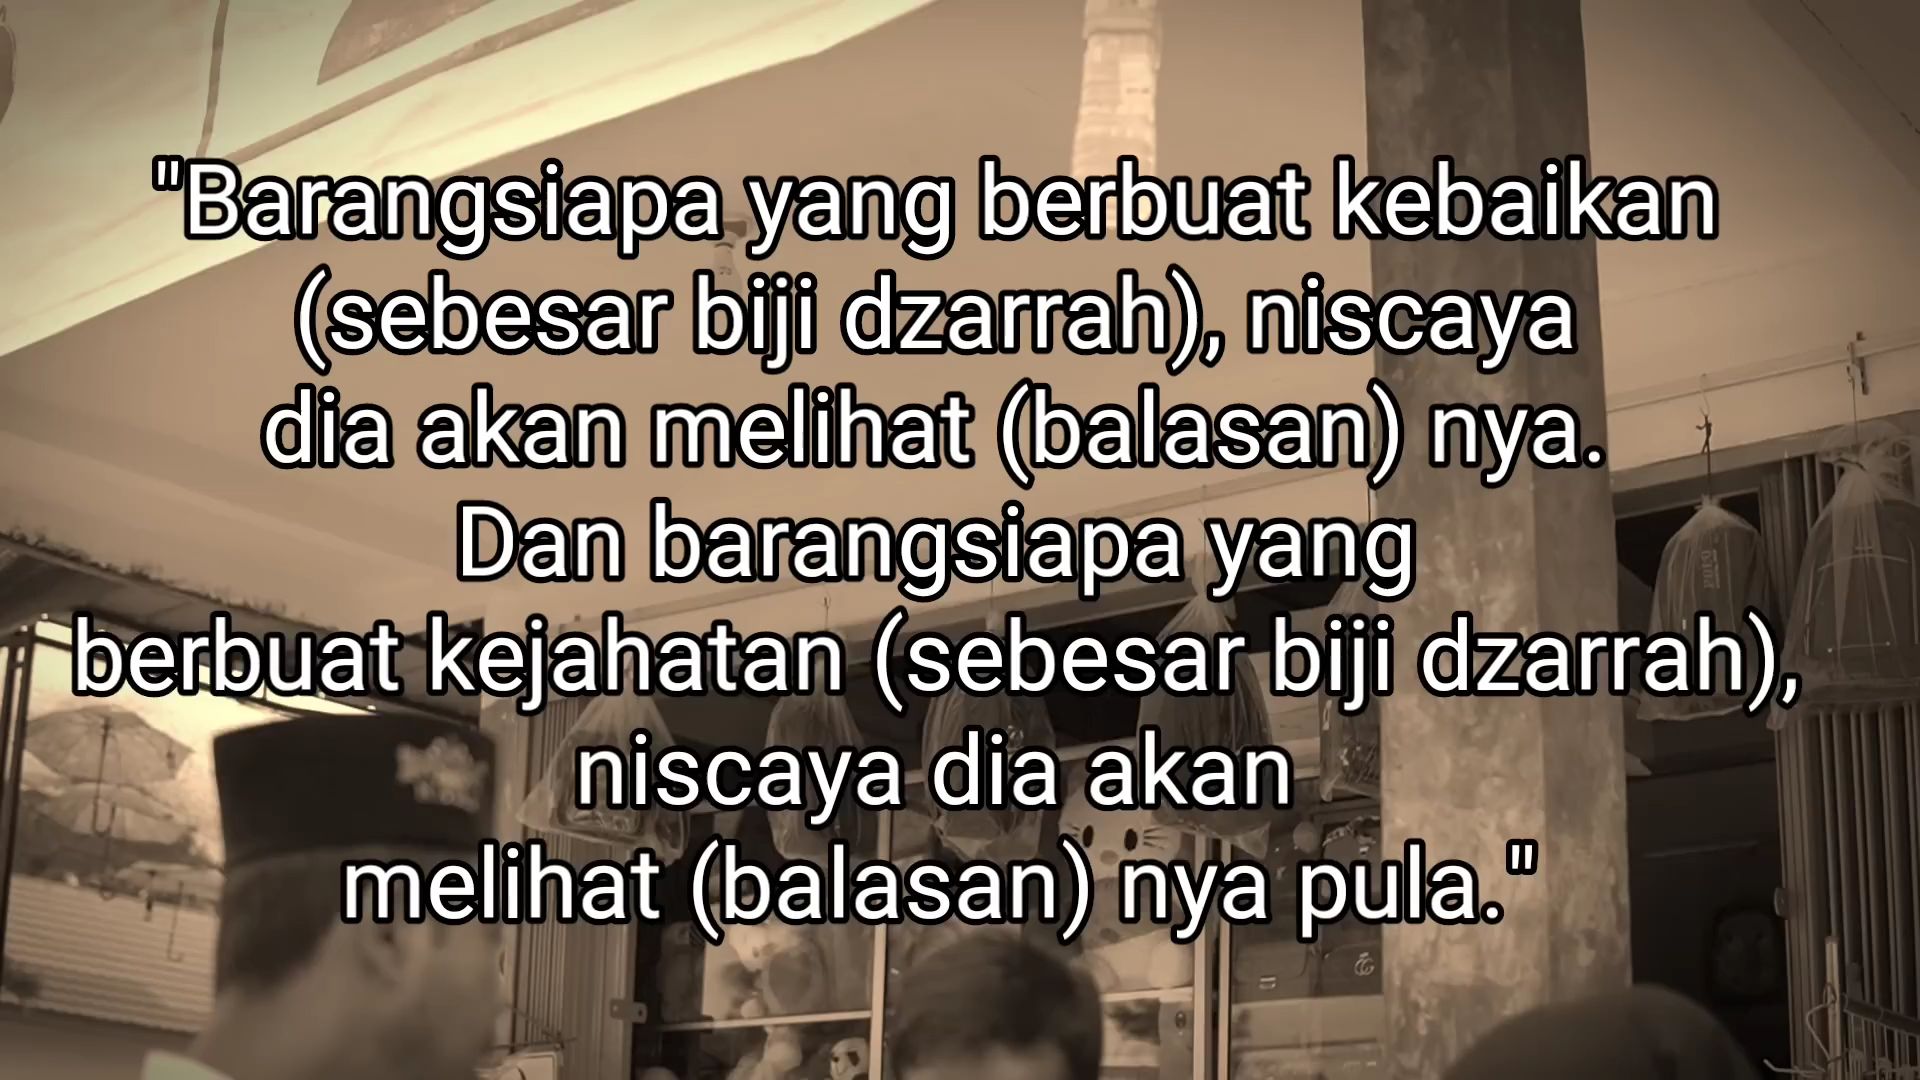 "Barangsiapa yang berbuat kebaikan
(sebesar biji dzarrah), niscaya
dia akan melihat (balasan) nya.
Dan barangsiapa yang
berbuat kejahatan (sebesar biji dzarrah),
niscaya dia akan
melihat (balasan) nya pula."